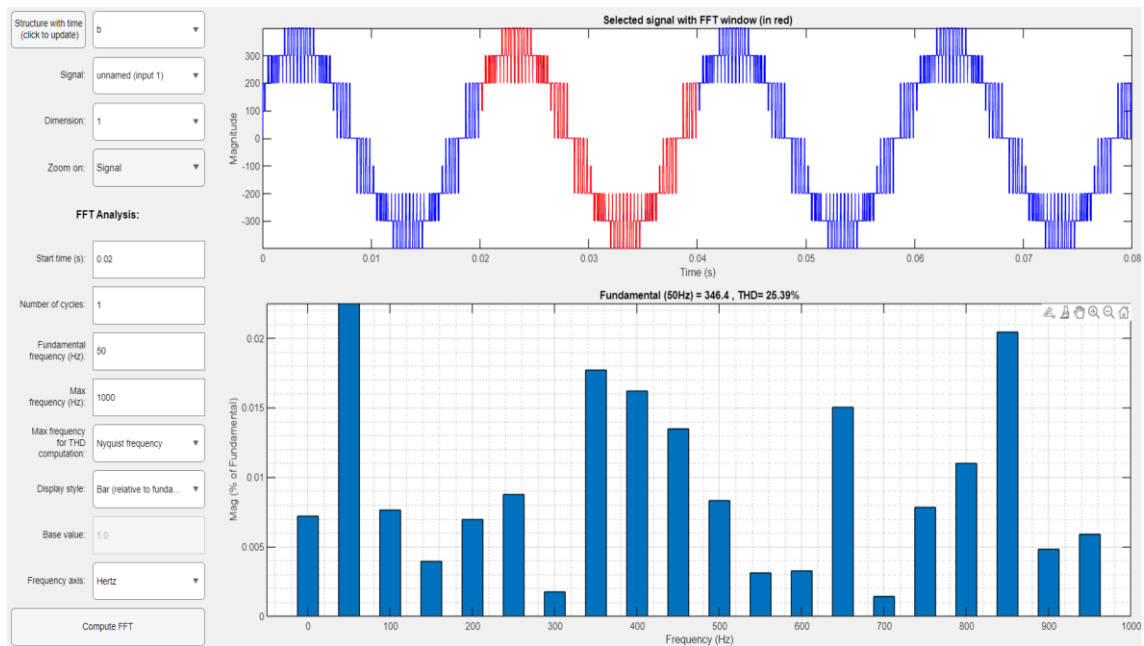 Structure with time
(click to update)
b
Signal:
unnamed (input 1)
Dimension:
1
Zoom on:
Signal
FFT Analysis:
Start time (s):
0.02
Number of cycles:
1
Fundamental
frequency (Hz):
50
Max
frequency (Hz):
1000
Max frequency
for THD
computation:
Nyquist frequency
Display style:
Bar (relative to funda...
Base value:
1.0
Frequency axis:
Hertz
Compute FFT
Selected signal with FFT window (in red)
Magnitude
300
200
100
0
-100
-200
-300
0 0.01 0.02 0.03 0.04 0.05 0.06 0.07 0.08
Time (s)
Fundamental (50Hz) = 346.4 , THD= 25.39%
Mag (% of Fundamental)
0.02
0.015
0.01
0.005
0
0 100 200 300 400 500 600 700 800 900 1000
Frequency (Hz)